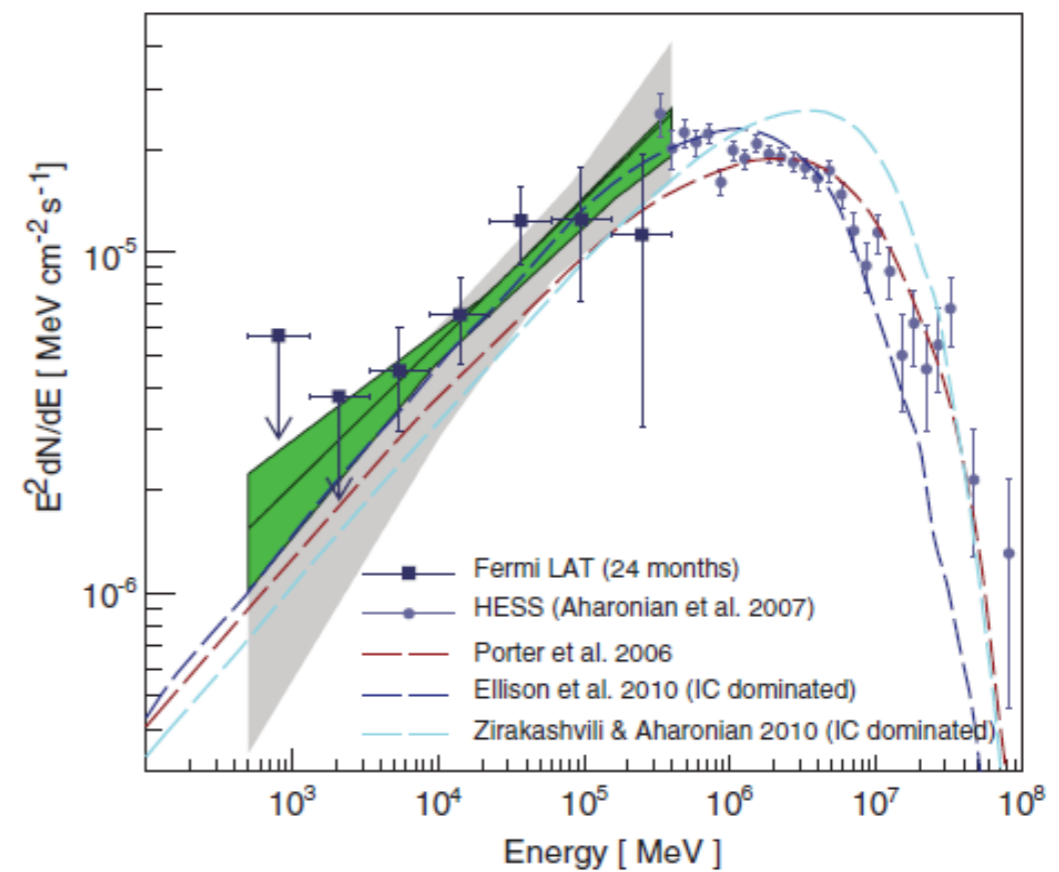 E²dN/dE [ MeV cm⁻² s⁻¹]
10⁻⁵
10⁻⁶
Fermi LAT (24 months)
HESS (Aharonian et al. 2007)
Porter et al. 2006
Ellison et al. 2010 (IC dominated)
Zirakashvili & Aharonian 2010 (IC dominated)
10³ 10⁴ 10⁵ 10⁶ 10⁷ 10⁸
Energy [ MeV ]